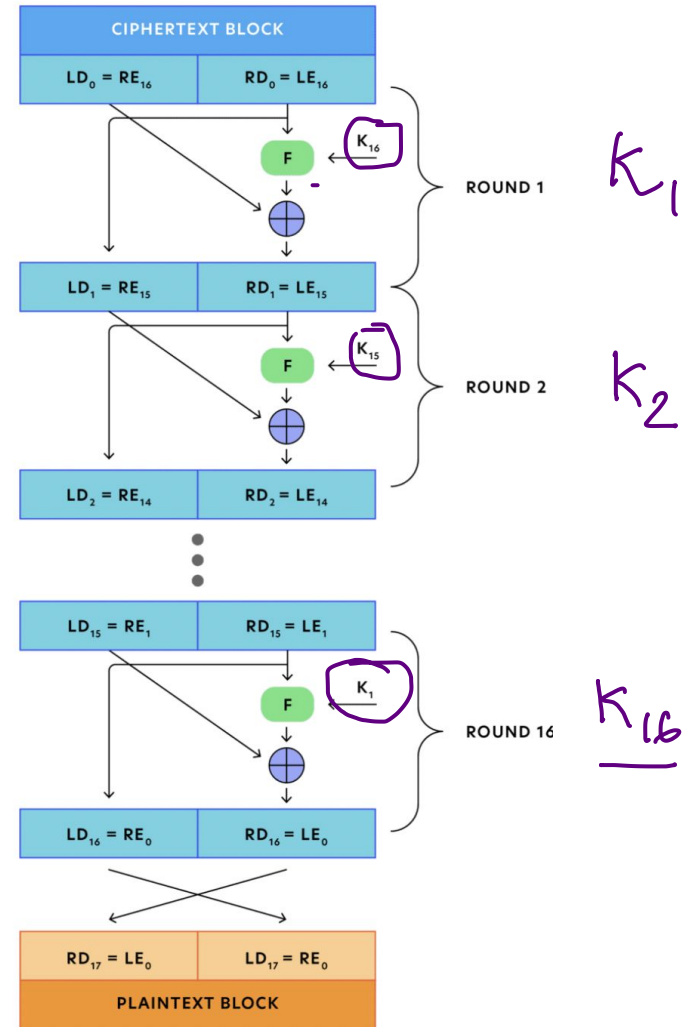 CIPHERTEXT BLOCK
LD₀ = RE₁₆ RD₀ = LE₁₆
K₁₆
F
ROUND 1 K₁
LD₁ = RE₁₅ RD₁ = LE₁₅
K₁₅
F
ROUND 2 K₂
LD₂ = RE₁₄ RD₂ = LE₁₄
LD₁₅ = RE₁ RD₁₅ = LE₁
K₁
F
ROUND 16 K₁₆
LD₁₆ = RE₀ RD₁₆ = LE₀
RD₁₇ = LE₀ LD₁₇ = RE₀
PLAINTEXT BLOCK